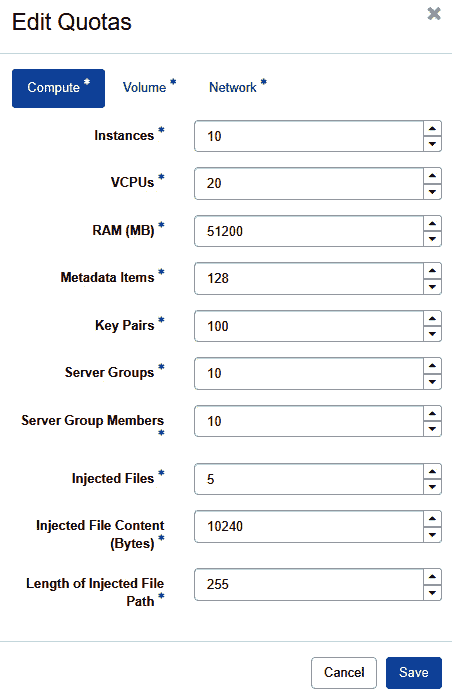 Edit Quotas ×
Compute * Volume * Network *
Instances * 10
VCPUs * 20
RAM (MB) * 51200
Metadata Items * 128
Key Pairs * 100
Server Groups * 10
Server Group Members
* 10
Injected Files * 5
Injected File Content
(Bytes) * 10240
Length of Injected File
Path * 255
Cancel Save